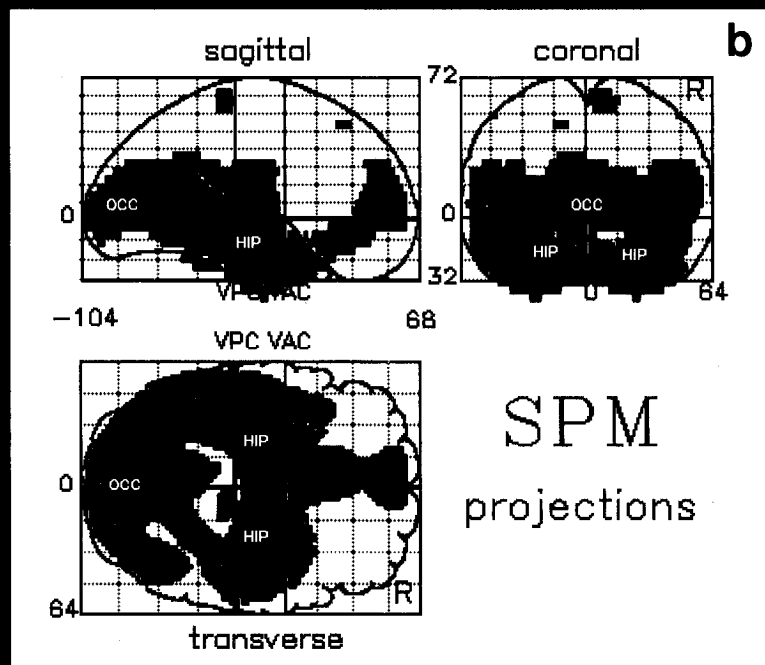 b
sagittal
coronal
72
R
OCC
OCC
0
0
HIP
HIP
HIP
32
VPC VAC
0
64
-104
68
VPC VAC
SPM
projections
HIP
0
OCC
HIP
R
64
transverse